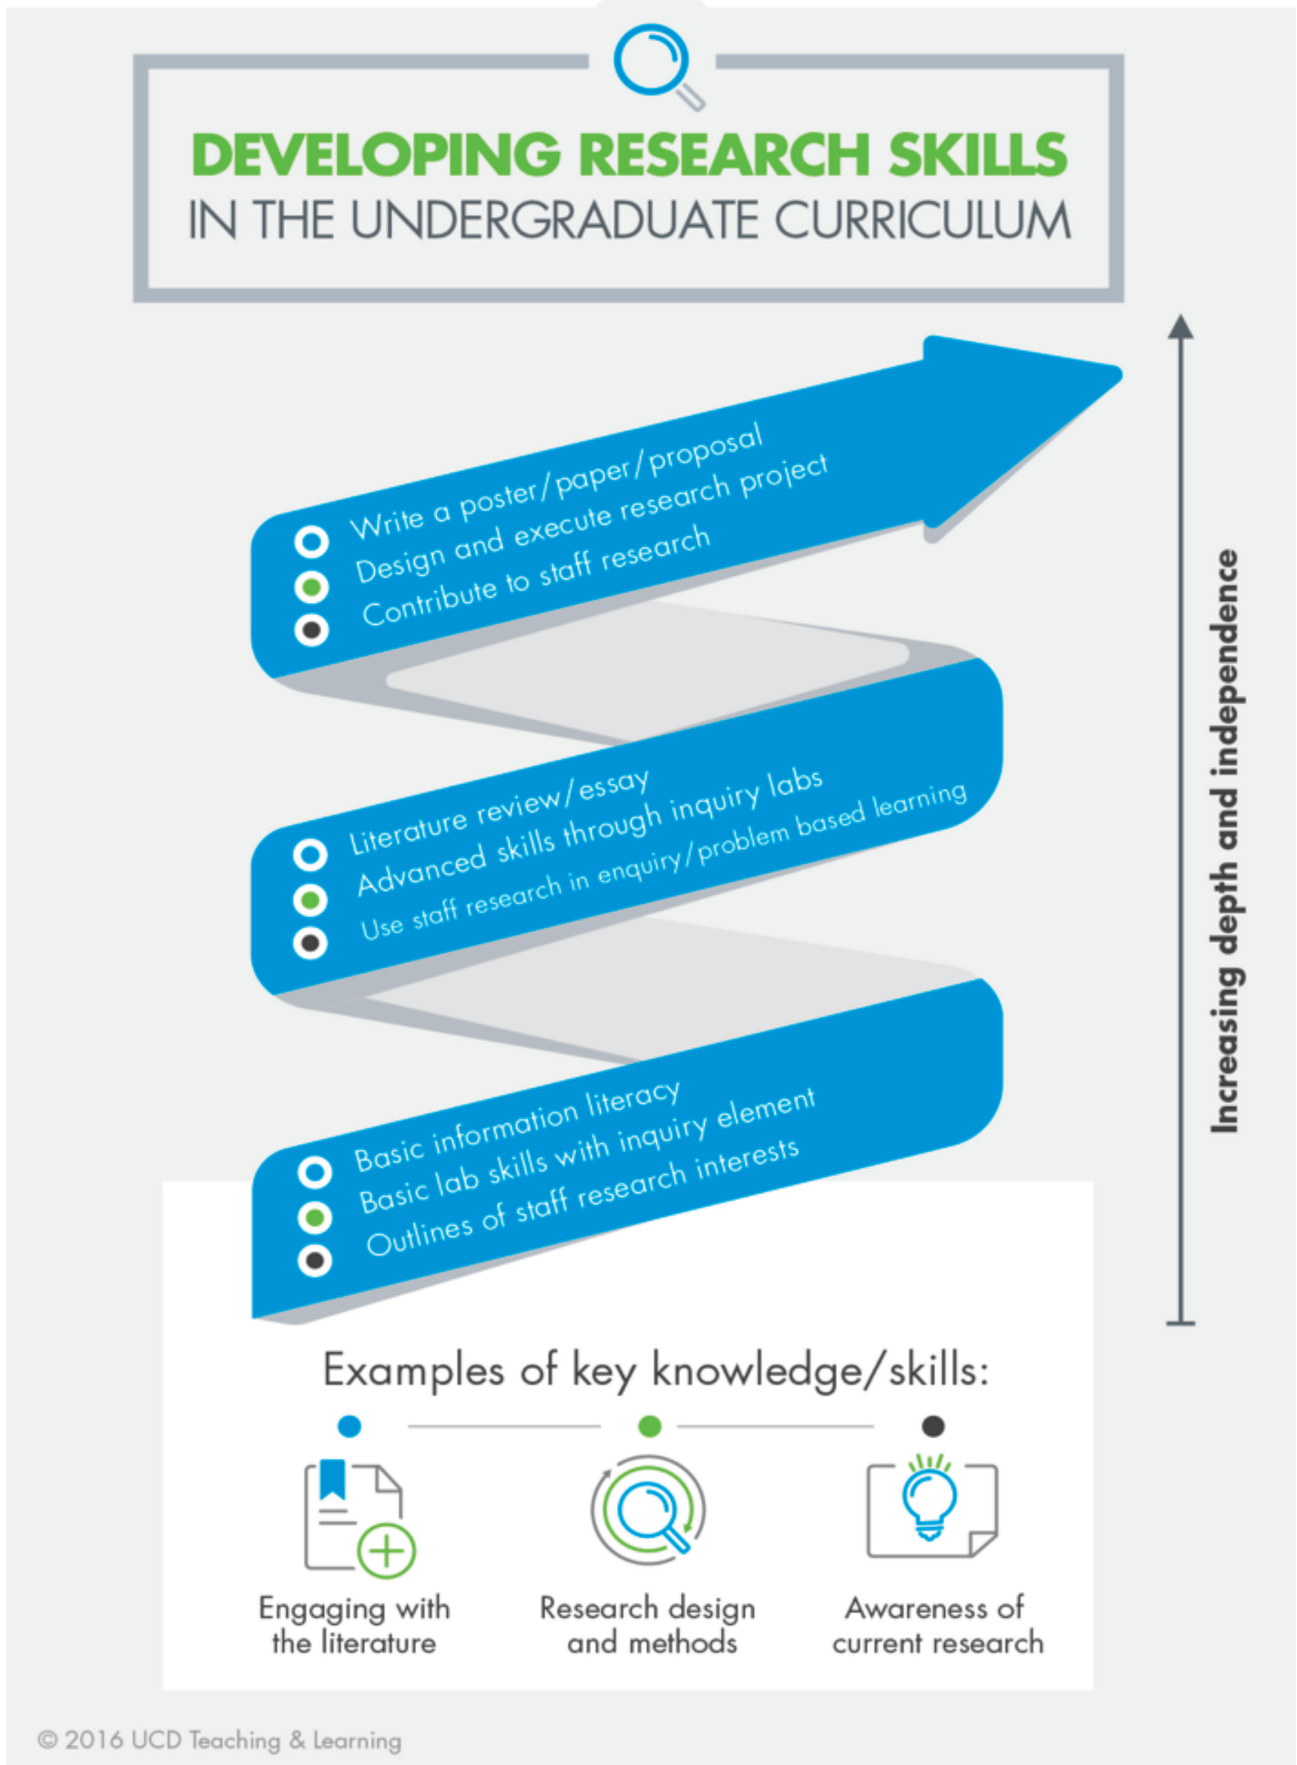 DEVELOPING RESEARCH SKILLS
IN THE UNDERGRADUATE CURRICULUM
Write a poster/paper/proposal
Design and execute research project
Contribute to staff research
Literature review/essay
Advanced skills through inquiry labs
Use staff research in enquiry/problem based learning
Basic information literacy
Basic lab skills with inquiry element
Outlines of staff research interests
Increasing depth and independence
Examples of key knowledge/skills:
Engaging with
the literature
Research design
and methods
Awareness of
current research
© 2016 UCD Teaching & Learning